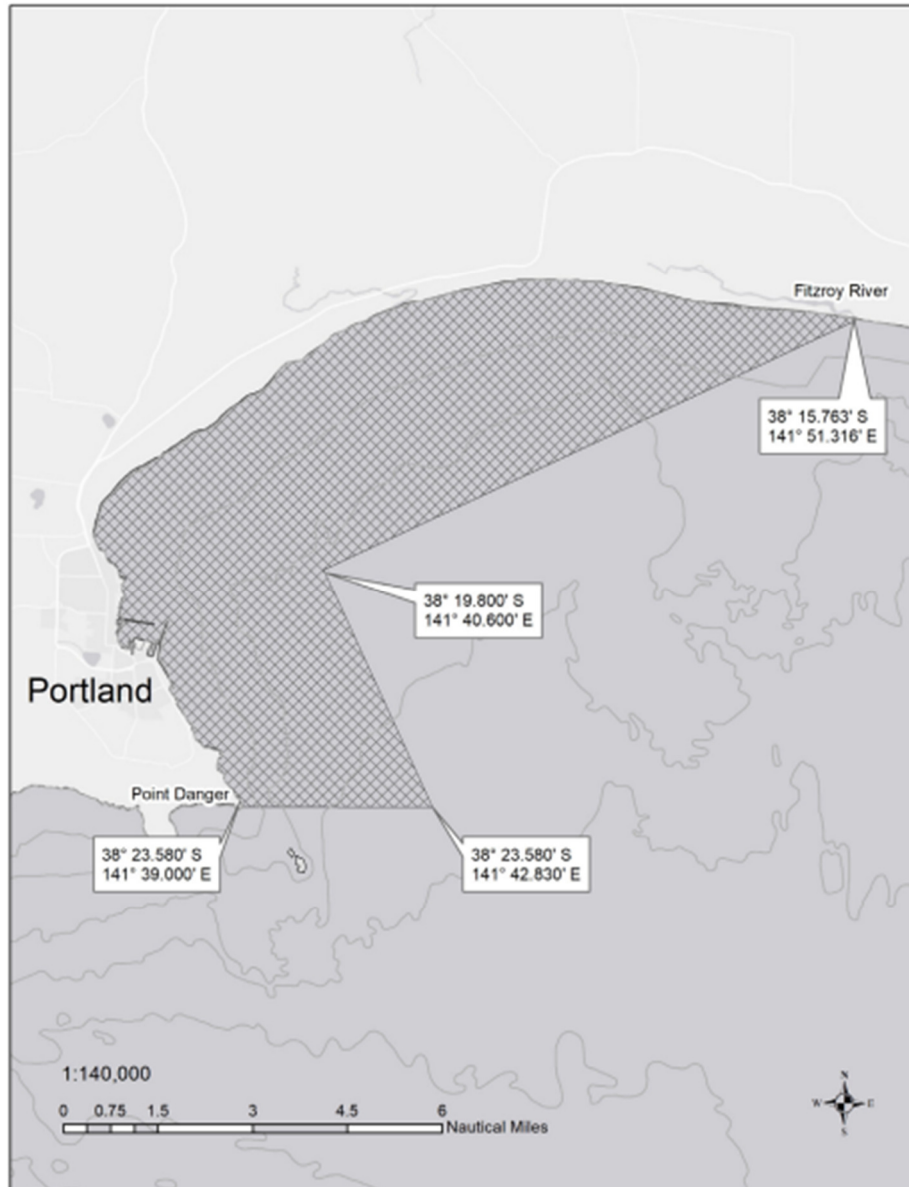 Fitzroy River
38° 15.763' S
141° 51.316' E
38° 19.800' S
141° 40.600' E
Portland
Point Danger
38° 23.580' S
141° 39.000' E
38° 23.580' S
141° 42.830' E
1:140,000
0 0.75 1.5 3 4.5 6
Nautical Miles
N
W E
S